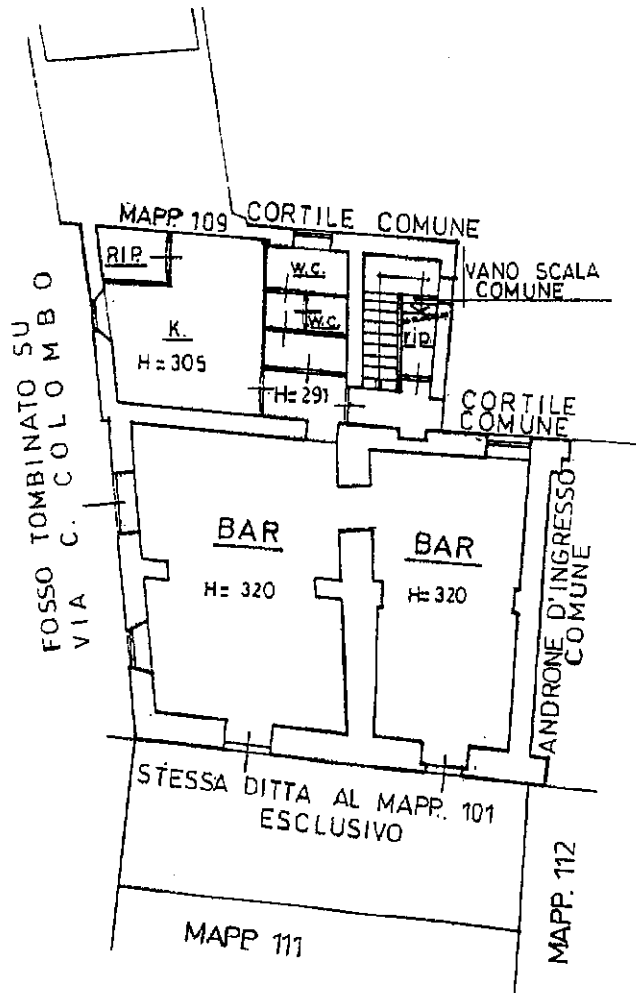 MAPP. 109
CORTILE COMUNE
RIP.
W.C.
VANO SCALA
COMUNE
W.C.
rip.
K.
H = 305
H = 291
CORTILE
COMUNE
FOSSO TOMBINATO SU
VIA C. COLOMBO
BAR
H = 320
BAR
H = 320
ANDRONE D'INGRESSO
COMUNE
STESSA DITTA AL MAPP. 101
ESCLUSIVO
MAPP. 111
MAPP. 112